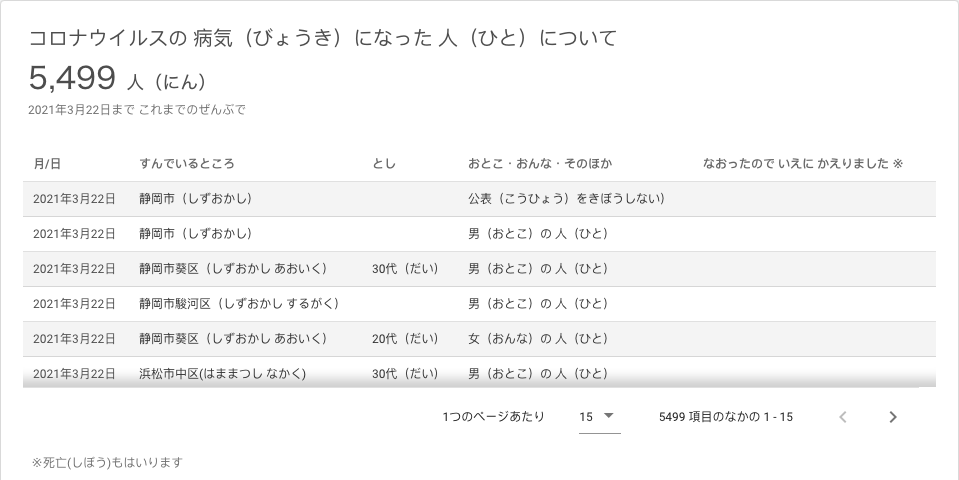 コロナウイルスの 病気（びょうき）になった 人（ひと）について
5,499 人（にん）
2021年3月22日まで これまでのぜんぶで
月/日 すんでいるところ とし おとこ・おんな・そのほか なおったので いえに かえりました ※
2021年3月22日 静岡市（しずおかし） 公表（こうひょう）をきぼうしない）
2021年3月22日 静岡市（しずおかし） 男（おとこ）の 人（ひと）
2021年3月22日 静岡市葵区（しずおかし あおいく） 30代（だい） 男（おとこ）の 人（ひと）
2021年3月22日 静岡市駿河区（しずおかし するがく） 男（おとこ）の 人（ひと）
2021年3月22日 静岡市葵区（しずおかし あおいく） 20代（だい） 女（おんな）の 人（ひと）
2021年3月22日 浜松市中区(はままつし なかく) 30代（だい） 男（おとこ）の 人（ひと）
1つのページあたり 15 5499 項目のなかの 1 - 15
※死亡(しぼう)もはいります